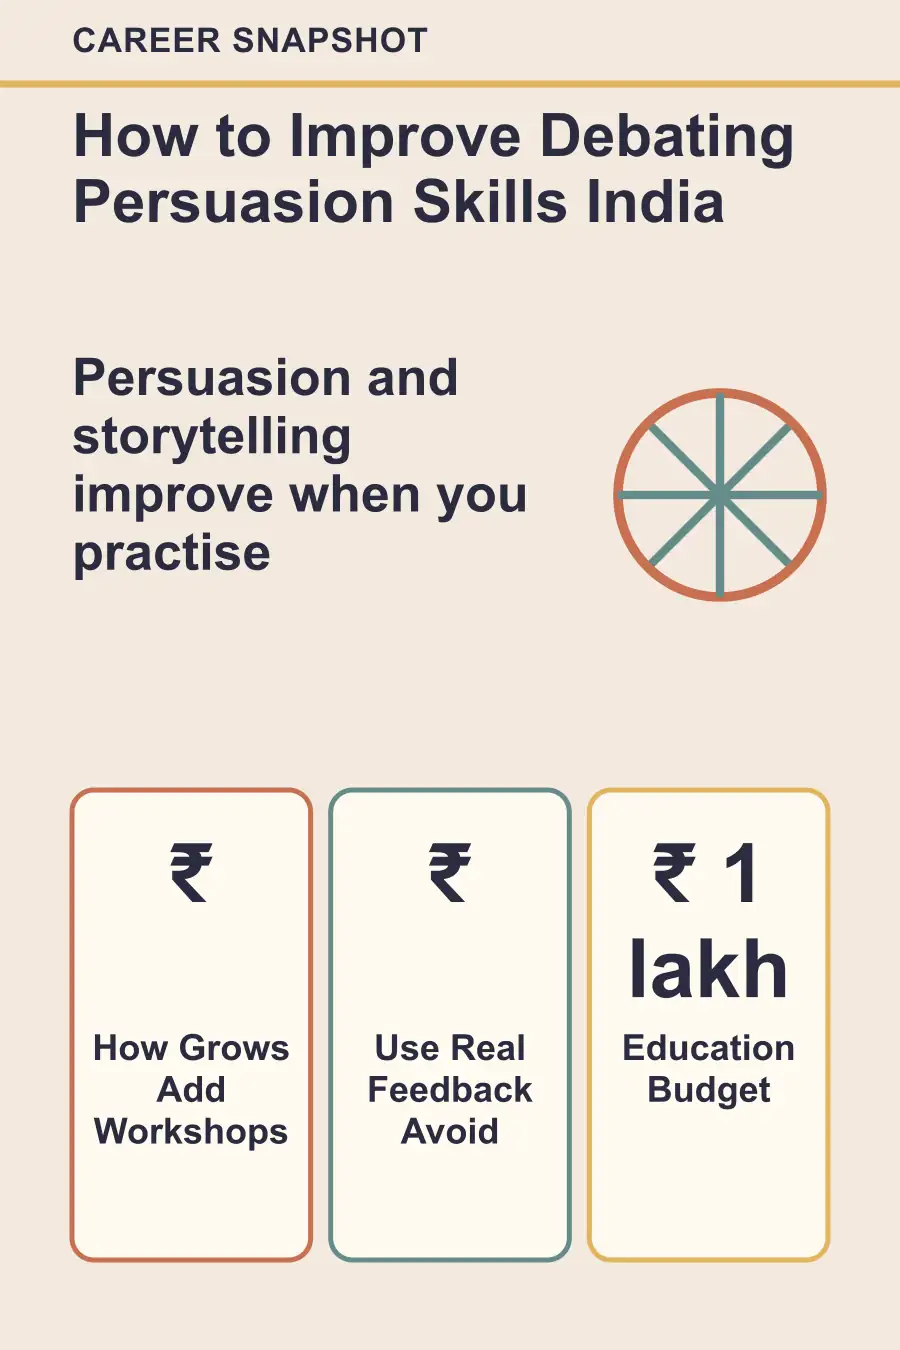 CAREER SNAPSHOT
How to Improve Debating
Persuasion Skills India
Persuasion and
storytelling
improve when you
practise
₹
How Grows
Add
Workshops
₹
Use Real
Feedback
Avoid
₹ 1
lakh
Education
Budget